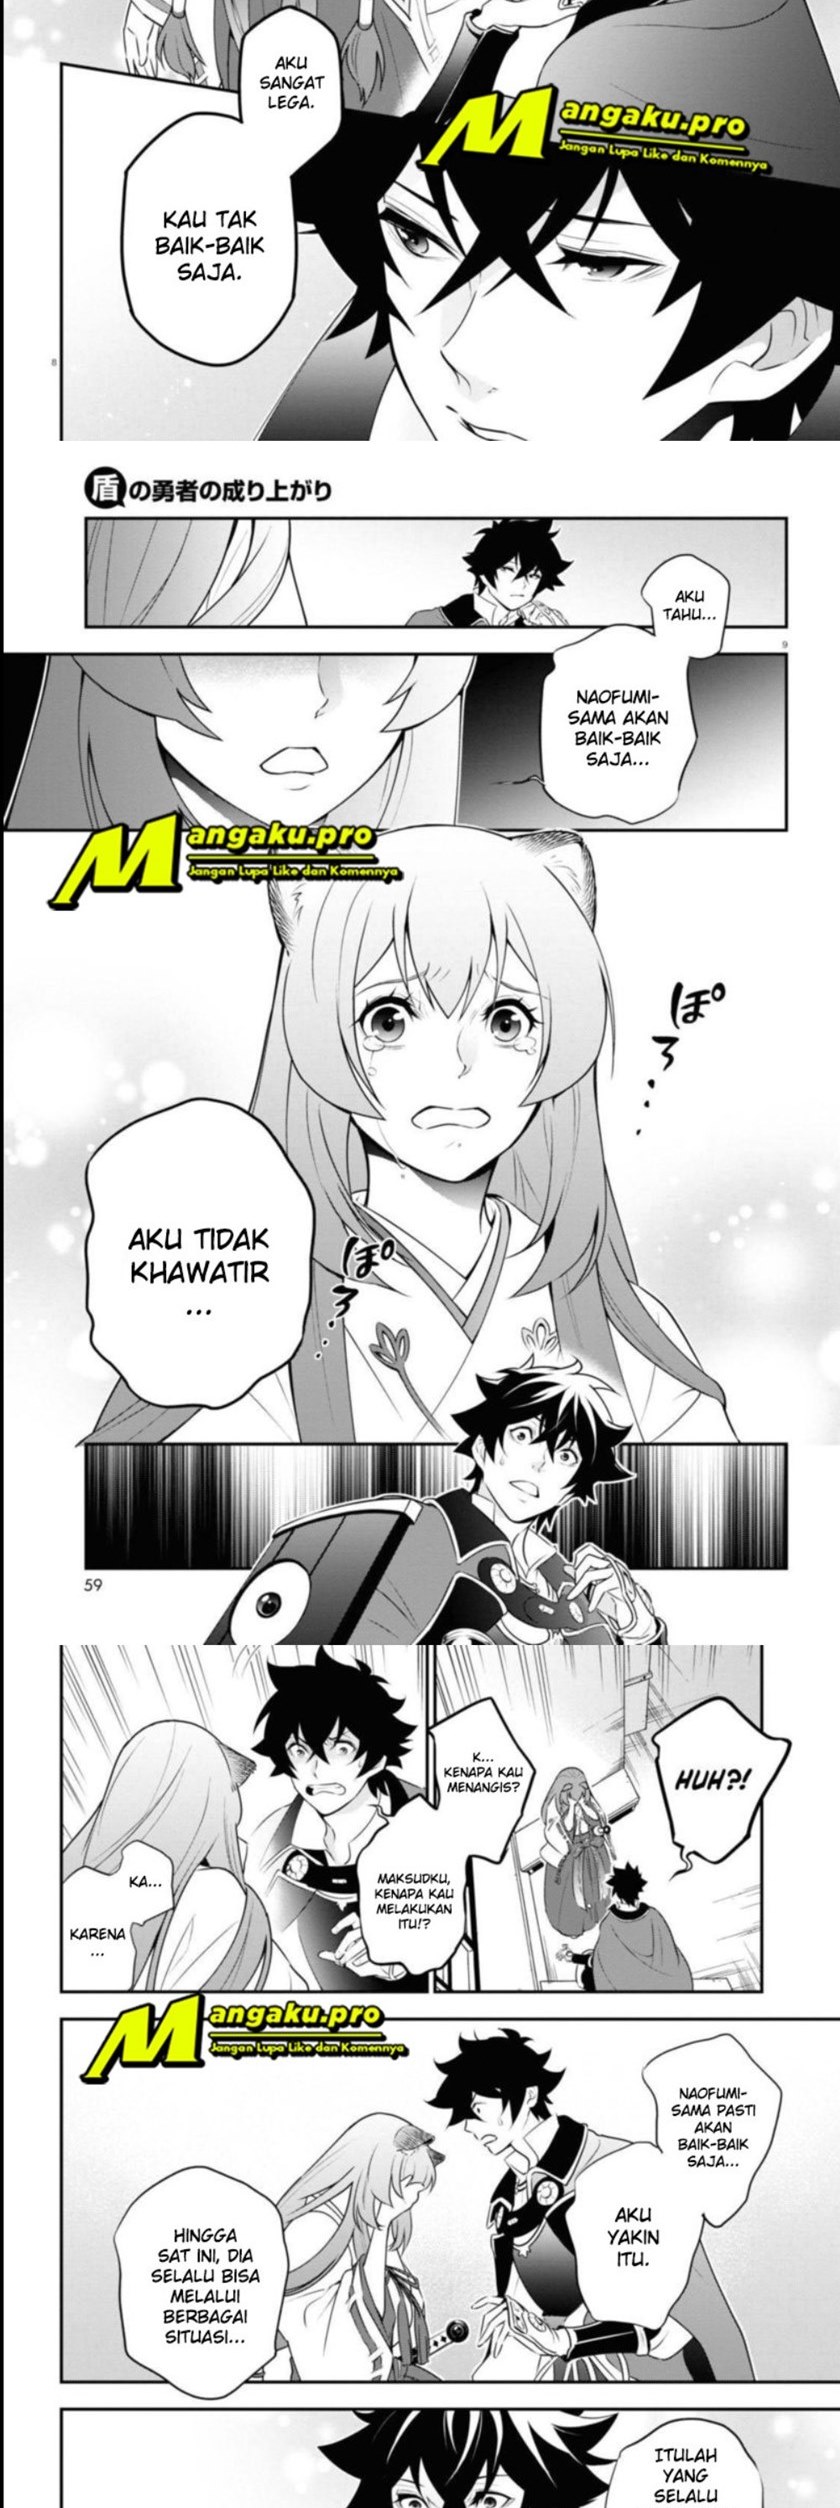 AKU
SANGAT
LEGA.
Mangaku.pro
Jangan Lupa Like dan Komennya
KAU TAK
BAIK-BAIK
SAJA.
8
盾の勇者の成り上がり
AKU
TAHU...
9
NAOFUMI-
SAMA AKAN
BAIK-BAIK
SAJA...
Mangaku.pro
Jangan Lupa Like dan Komennya
ぽろ...
AKU TIDAK
KHAWATIR
...
ぽろ...
59
HUH?!
K...
KENAPA KAU
MENANGIS?
MAKSUDKU,
KENAPA KAU
MELAKUKAN
ITU!?
KA...
KARENA
...
Mangaku.pro
Jangan Lupa Like dan Komennya
NAOFUMI-
SAMA PASTI
AKAN
BAIK-BAIK
SAJA...
AKU
YAKIN
ITU.
HINGGA
SAT INI, DIA
SELALU BISA
MELALUI
BERBAGAI
SITUASI...
ITULAH
YANG
SELALU